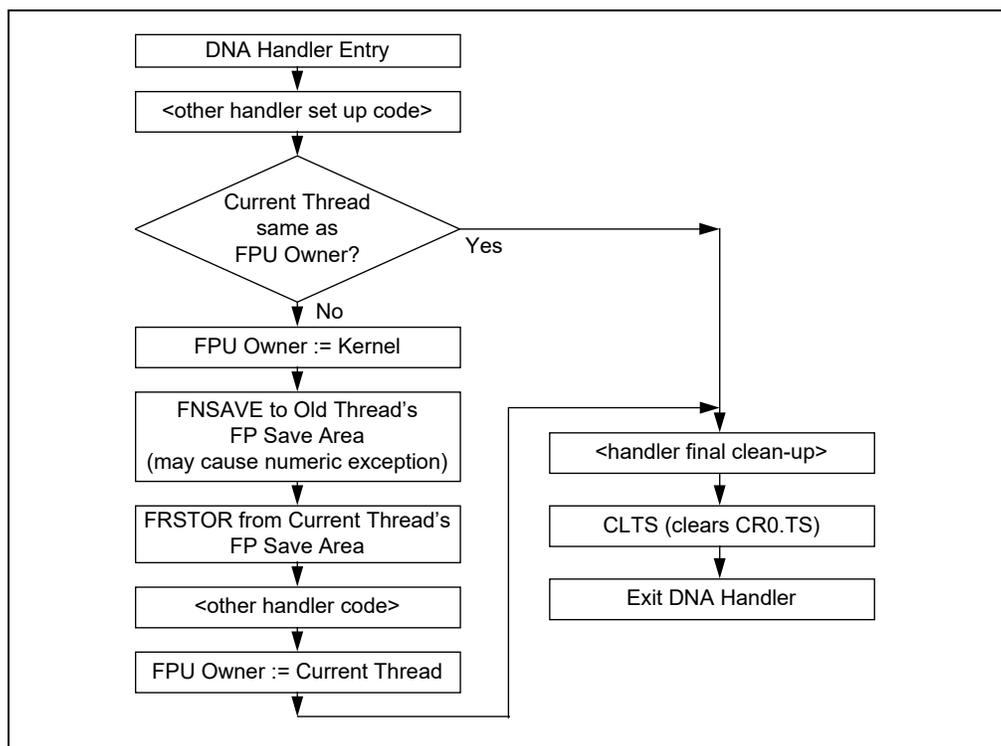 DNA Handler Entry
<other handler set up code>
Current Thread
same as
FPU Owner?
Yes
No
FPU Owner := Kernel
FNSAVE to Old Thread’s
FP Save Area
(may cause numeric exception)
FRSTOR from Current Thread’s
FP Save Area
<other handler code>
FPU Owner := Current Thread
<handler final clean-up>
CLTS (clears CR0.TS)
Exit DNA Handler